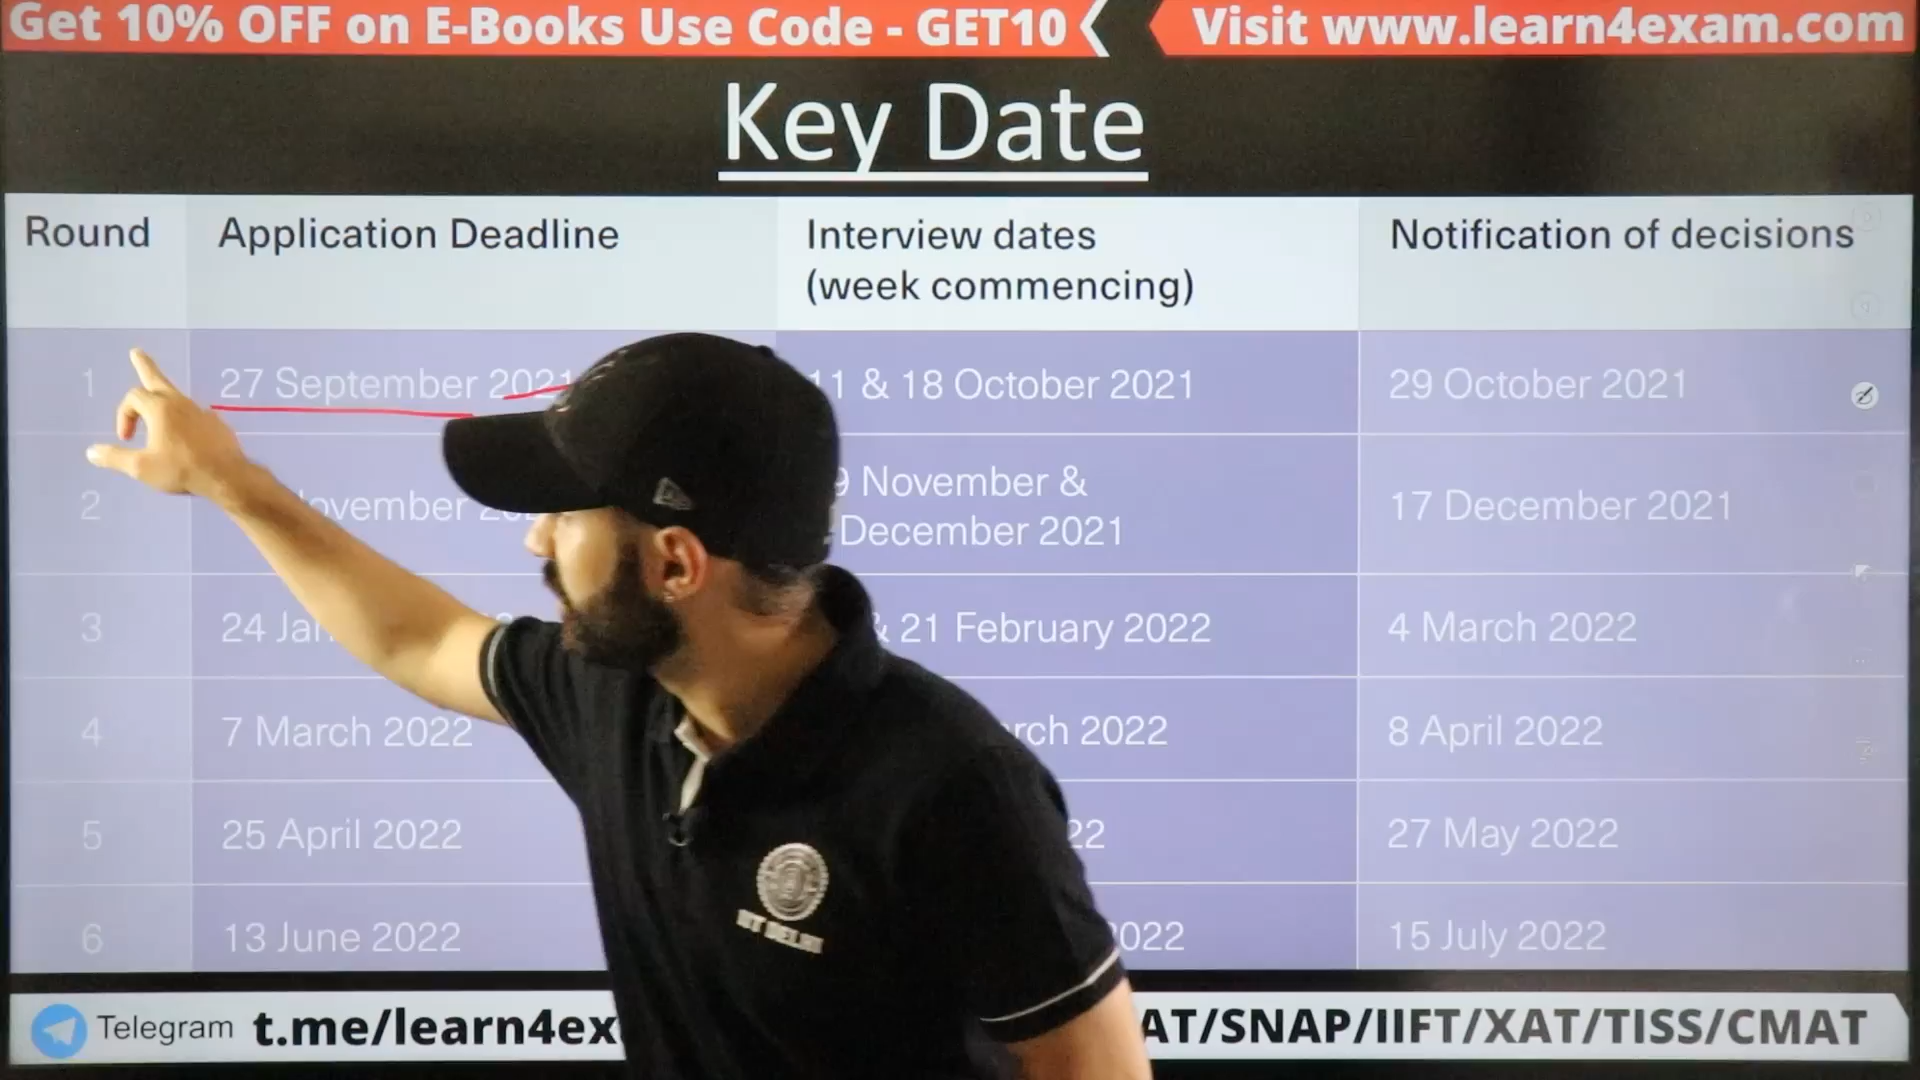 Get 10% OFF on E-Books Use Code - GET10
Visit www.learn4exam.com
Key Date
Round
Application Deadline
Interview dates
(week commencing)
Notification of decisions
1
27 September 2021
11 & 18 October 2021
29 October 2021
2
November
November &
December 2021
17 December 2021
3
24
& 21 February 2022
4 March 2022
4
7 March 2022
2022
8 April 2022
5
25 April 2022
27 May 2022
6
13 June 2022
15 July 2022
IIT DELHI
Telegram t.me/learn4ex
SNAP/IIFT/XAT/TISS/CMAT